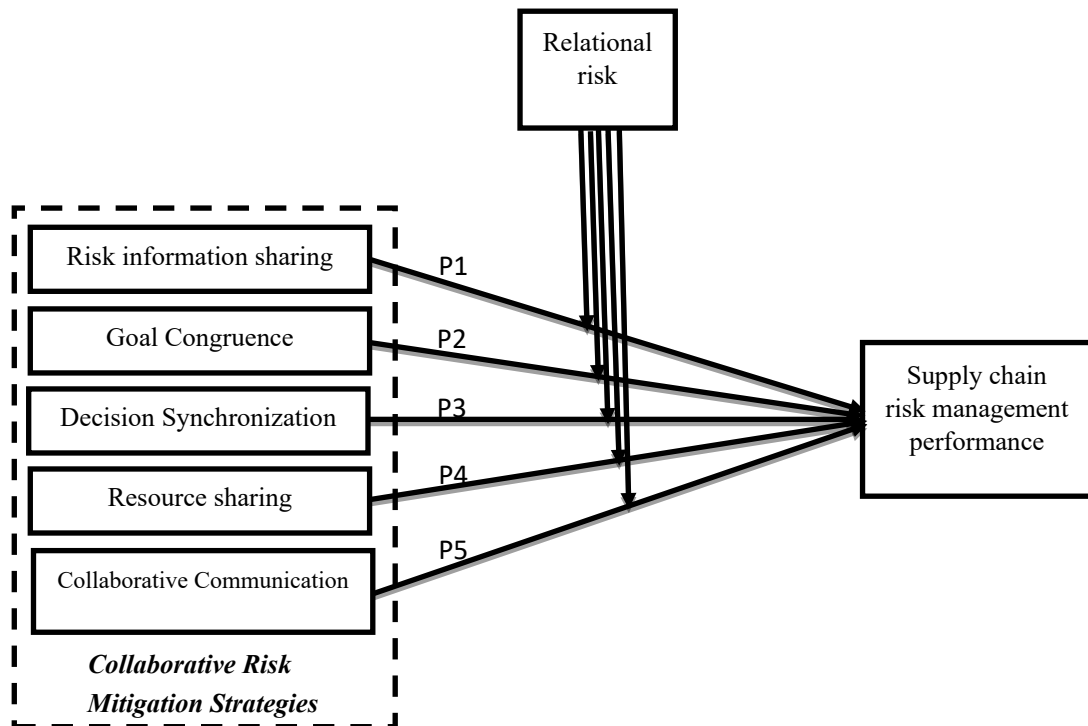 Relational
risk
Risk information sharing
P1
Goal Congruence
P2
Decision Synchronization
P3
Resource sharing
P4
Collaborative Communication
P5
Supply chain
risk management
performance
Collaborative Risk
Mitigation Strategies